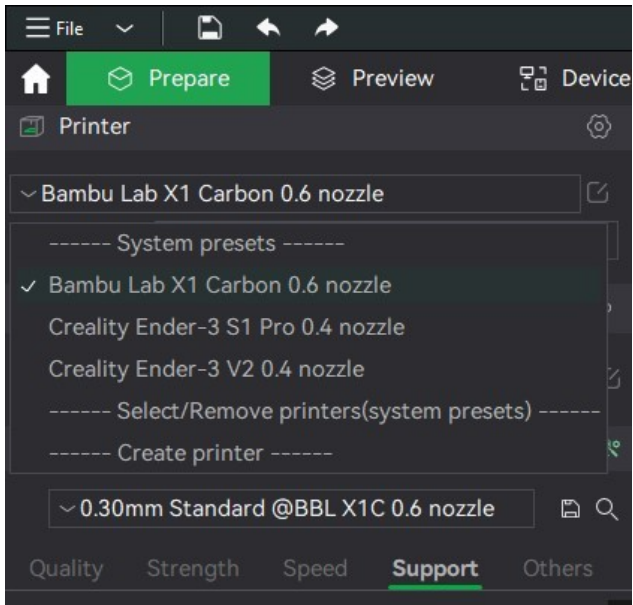 File
Prepare Preview Device
Printer
Bambu Lab X1 Carbon 0.6 nozzle
------ System presets ------
Bambu Lab X1 Carbon 0.6 nozzle
Creality Ender-3 S1 Pro 0.4 nozzle
Creality Ender-3 V2 0.4 nozzle
------ Select/Remove printers(system presets) ------
------ Create printer ------
0.30mm Standard @BBL X1C 0.6 nozzle
Quality Strength Speed Support Others